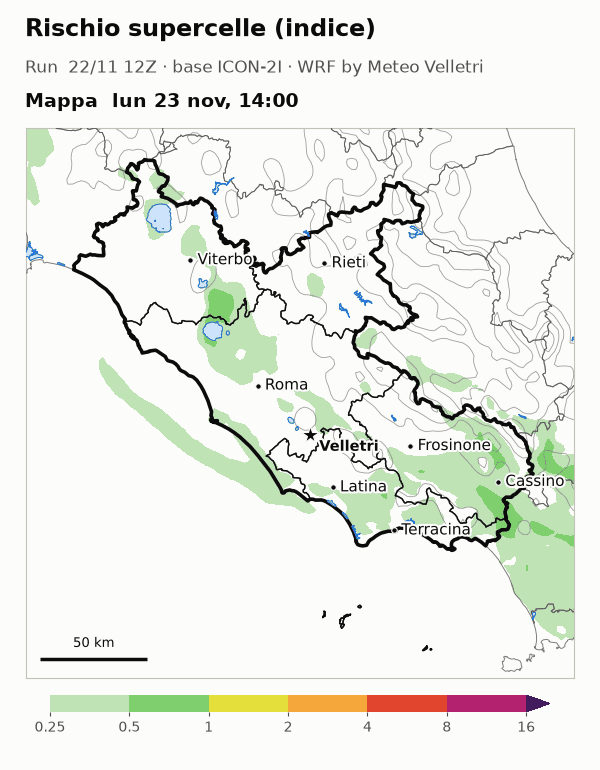 Rischio supercelle (indice)
Run  22/11 12Z · base ICON-2I · WRF by Meteo Velletri
Mappa  lun 23 nov, 14:00
Viterbo
Rieti
Roma
Velletri
Frosinone
Cassino
Latina
Terracina
50 km
0.25 0.5 1 2 4 8 16